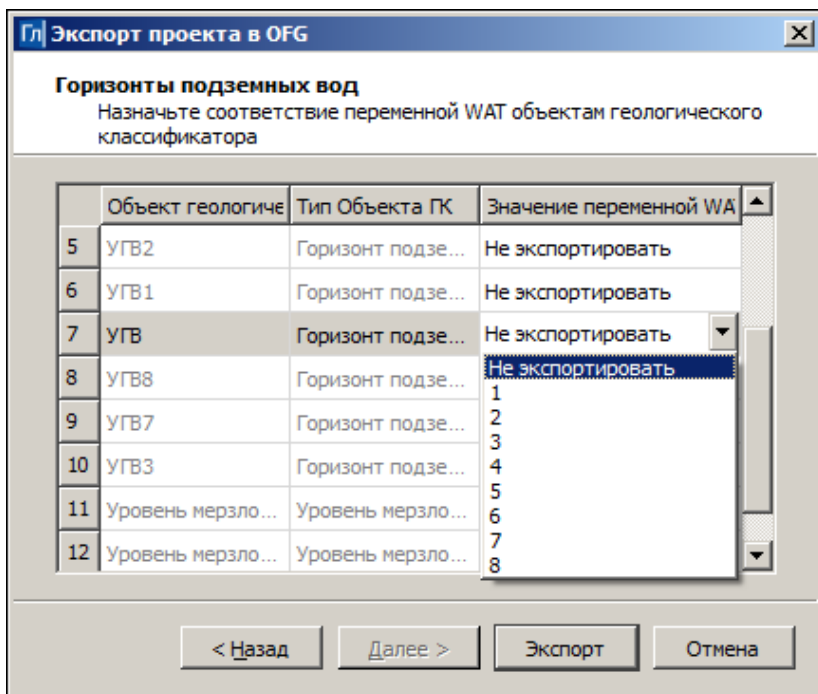 Гл Экспорт проекта в OFG
Горизонты подземных вод
Назначьте соответствие переменной WAT объектам геологического
классификатора
Объект геологиче Тип Объекта ГК Значение переменной WA
5 УГВ2 Горизонт подзе... Не экспортировать
6 УГВ1 Горизонт подзе... Не экспортировать
7 УГВ Горизонт подзе... Не экспортировать
8 УГВ8 Горизонт подзе... Не экспортировать
9 УГВ7 Горизонт подзе... 1
2
3
10 УГВ3 Горизонт подзе... 4
5
11 Уровень мерзло... Уровень мерзло... 6
7
12 Уровень мерзло... Уровень мерзло... 8
< Назад Далее > Экспорт Отмена